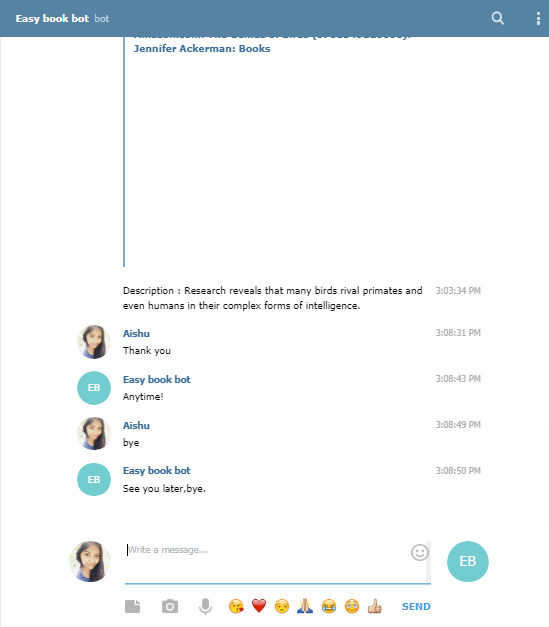 Easy book bot bot
Jennifer Ackerman: Books
Description : Research reveals that many birds rival primates and 3:03:34 PM
even humans in their complex forms of intelligence.
Aishu 3:08:31 PM
Thank you
EB Easy book bot 3:08:43 PM
Anytime!
Aishu 3:08:49 PM
bye
EB Easy book bot 3:08:50 PM
See you later,bye.
Write a message...
EB
SEND